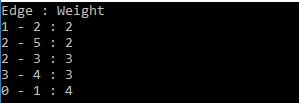 Edge : Weight
1 - 2 : 2
2 - 5 : 2
2 - 3 : 3
3 - 4 : 3
0 - 1 : 4